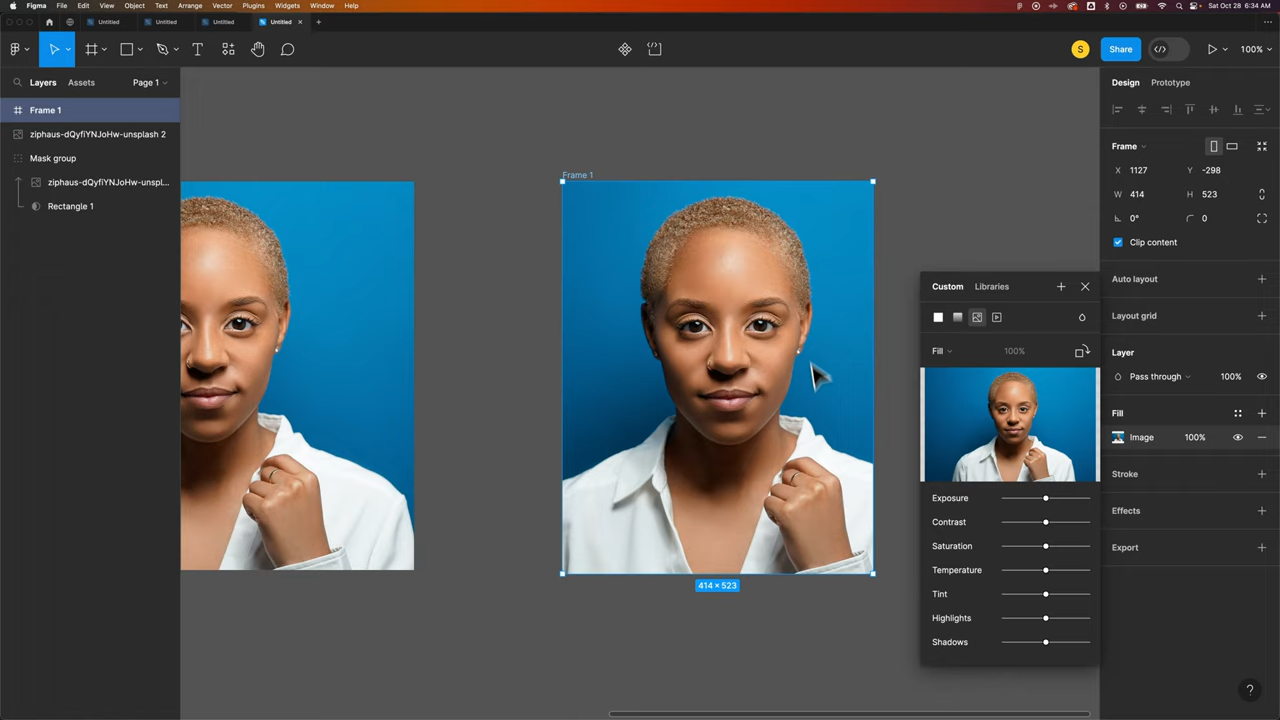 Figma File Edit View Object Text Arrange Vector Plugins Widgets Window Help Sat Oct 28 6:34 AM
Untitled Untitled Untitled Untitled × +
S Share 100%
Layers Assets Page 1 Design Prototype
Frame 1
ziphaus-dQyfiYNJoHw-unsplash 2
Mask group
ziphaus-dQyfiYNJoHw-unspl...
Rectangle 1
Frame 1
414 × 523
Custom Libraries
Fill 100%
Exposure
Contrast
Saturation
Temperature
Tint
Highlights
Shadows
Frame
X 1127 Y -298
W 414 H 523
0° 0
Clip content
Auto layout
Layout grid
Layer
Pass through 100%
Fill
Image 100%
Stroke
Effects
Export
?